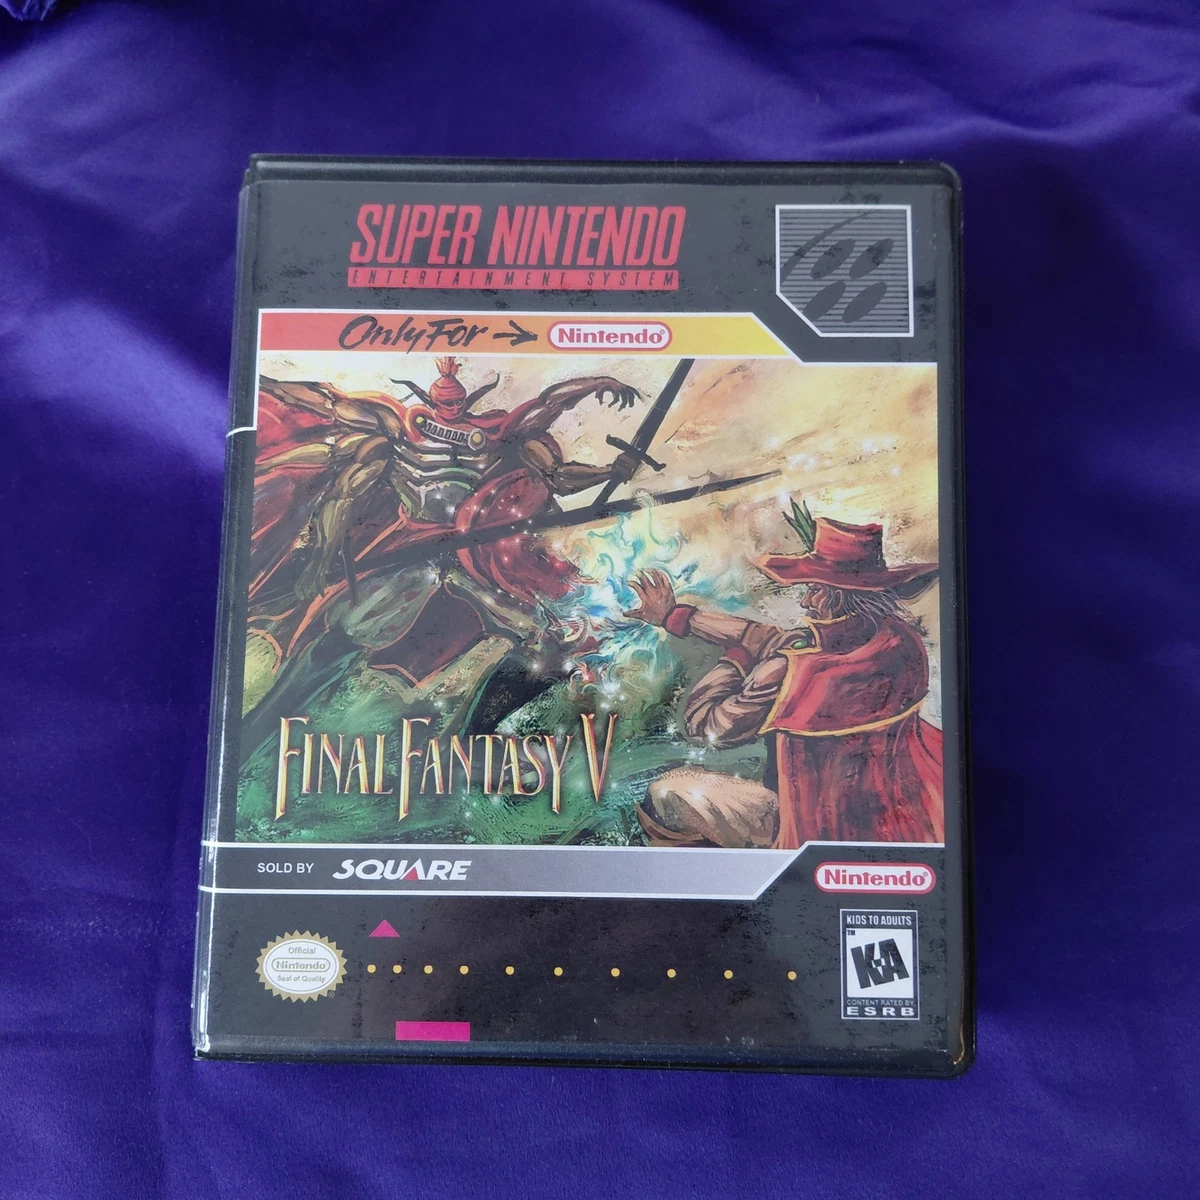 SUPER NINTENDO
ENTERTAINMENT SYSTEM
Only For → Nintendo®
FINAL FANTASY V
SOLD BY SQUARE
Nintendo®
Official
Nintendo®
Seal of Quality
KIDS TO ADULTS
™
K-A
CONTENT RATED BY
ESRB